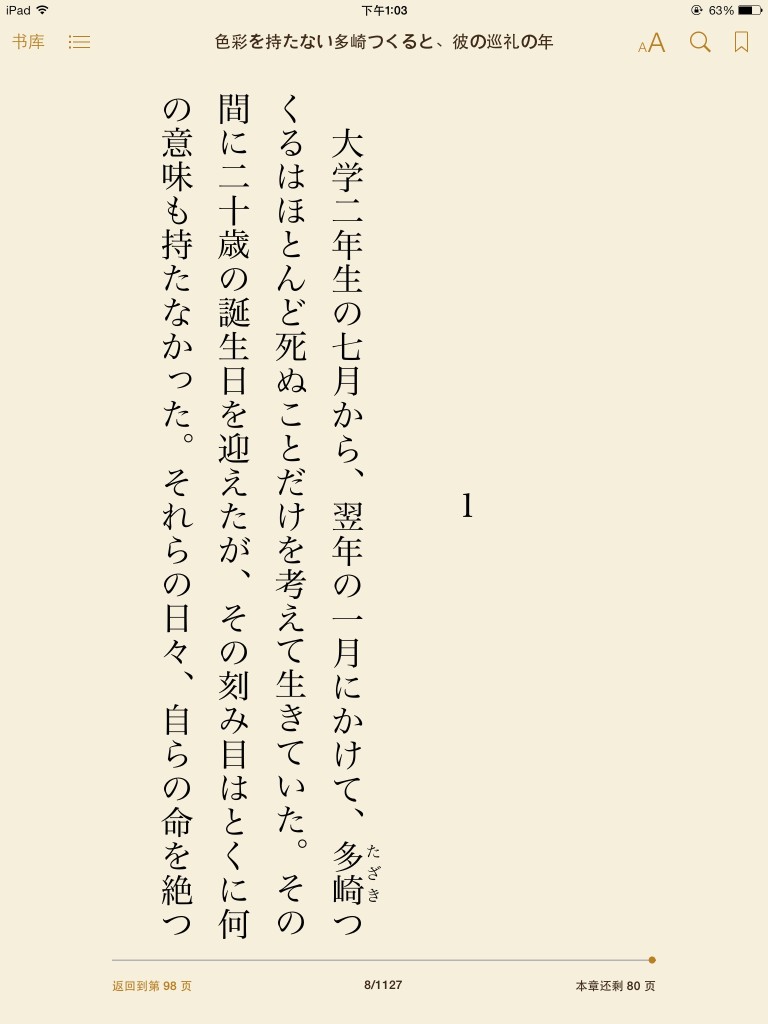 iPad
下午1:03
63%
书库
色彩を持たない多崎つくると、彼の巡礼の年
AA
1
大学二年生の七月から、翌年の一月にかけて、多崎つ
たざき
くるはほとんど死ぬことだけを考えて生きていた。その
間に二十歳の誕生日を迎えたが、その刻み目はとくに何
の意味も持たなかった。それらの日々、自らの命を絶つ
返回到第 98 页
8/1127
本章还剩 80 页